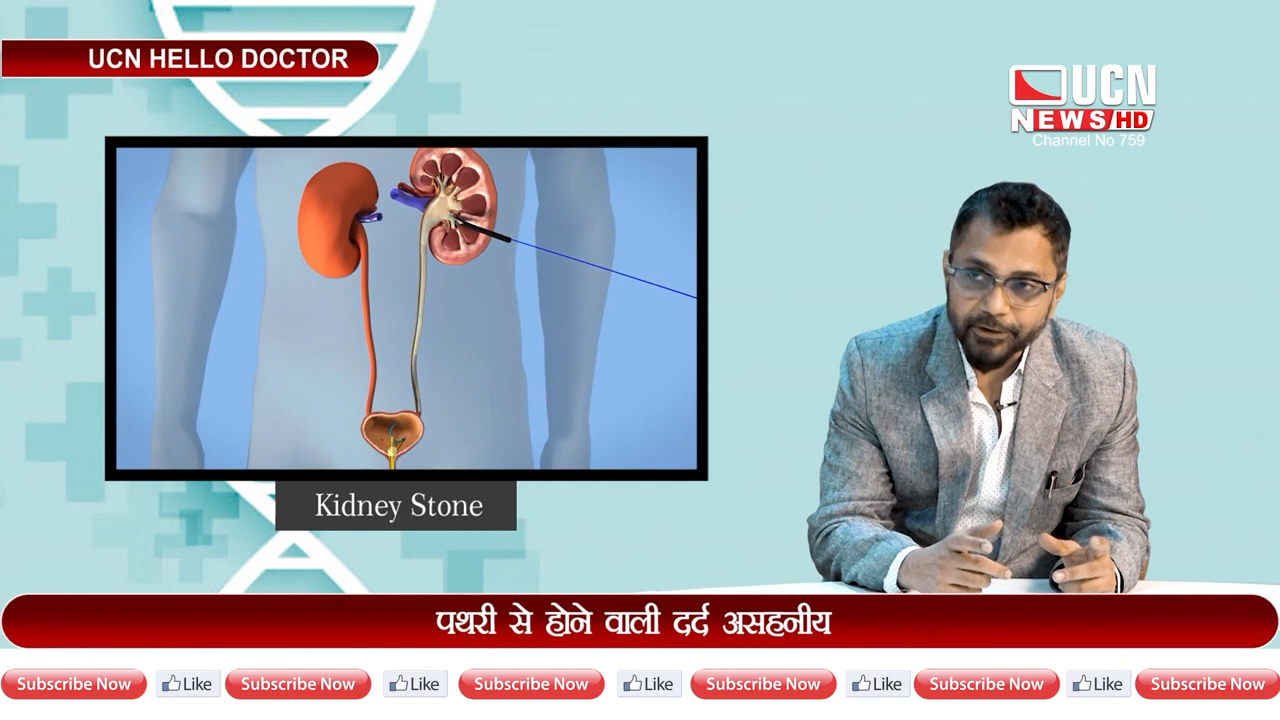 UCN HELLO DOCTOR
UCN
NEWS HD
Channel No 759
Kidney Stone
पथरी से होने वाली दर्द असहनीय
Subscribe Now Like Subscribe Now Like Subscribe Now Like Subscribe Now Like Subscribe Now Like Subscribe Now